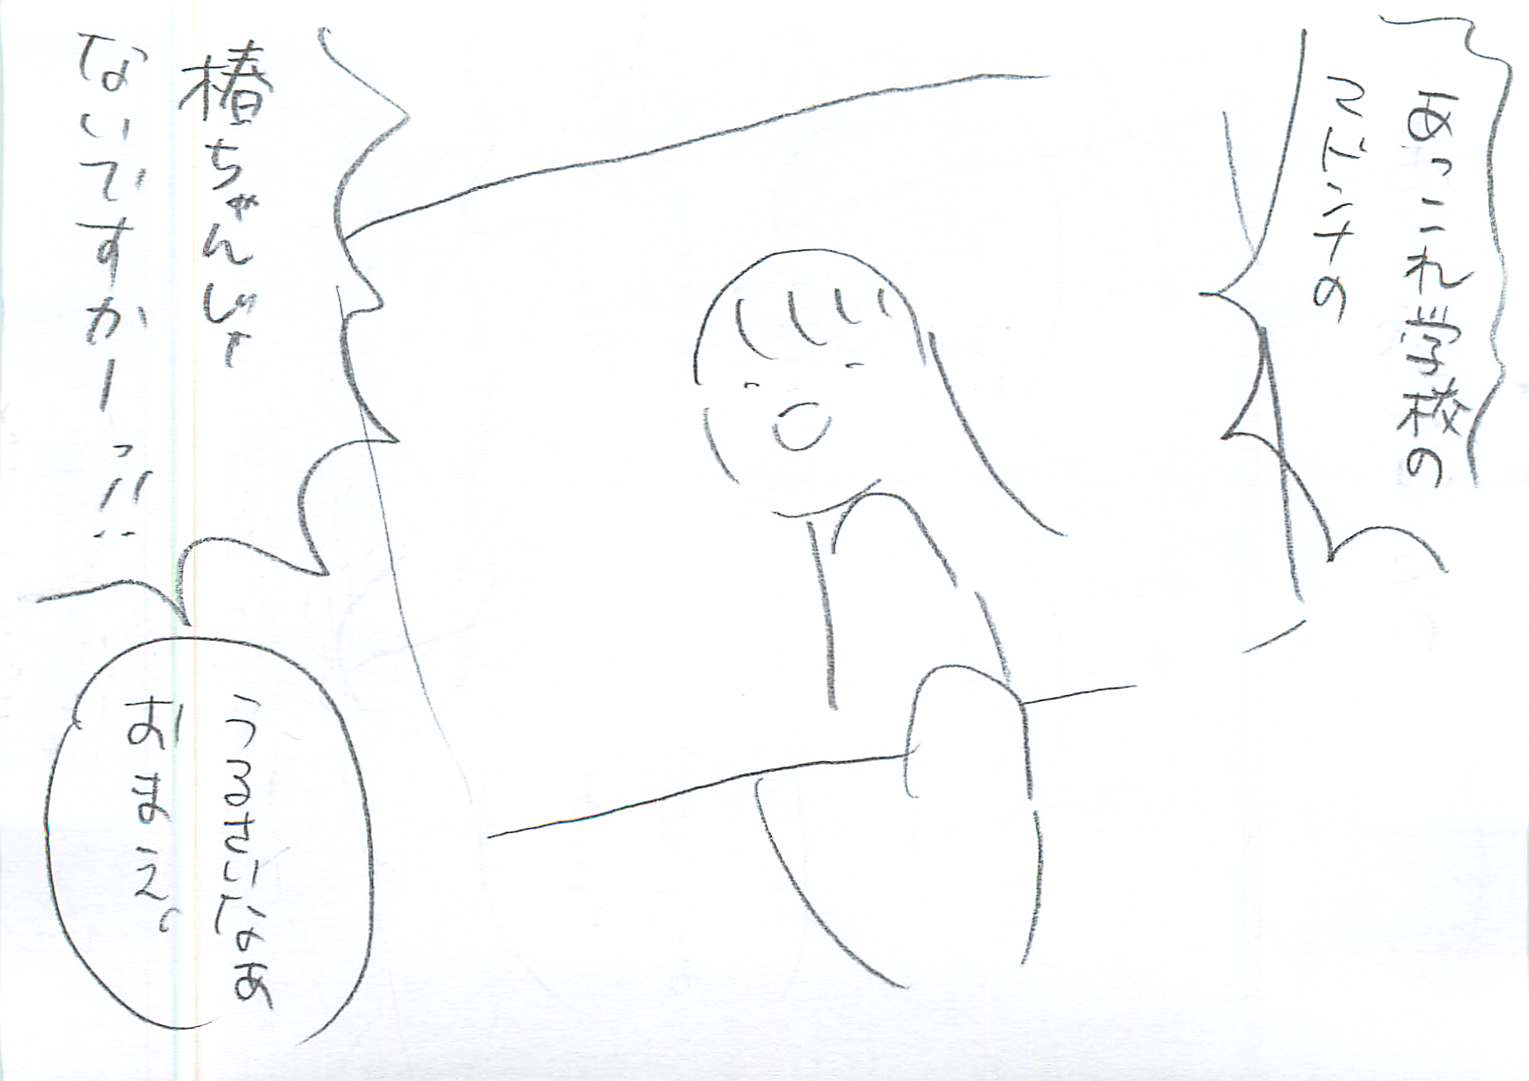 あっこれ学校の
マドンナの
椿ちゃんじゃ
ないですかー!!
うるさいなあ
おまえ。